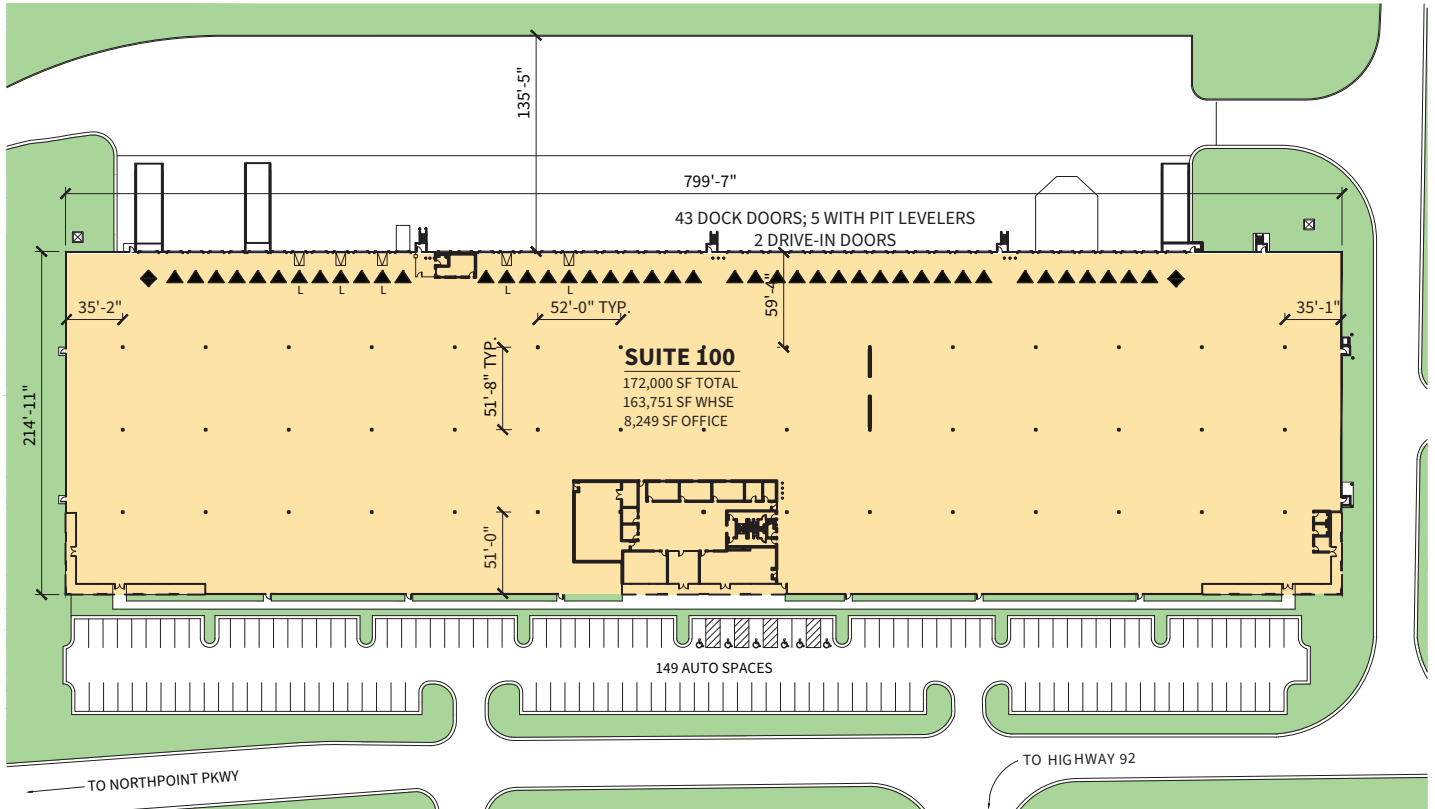 135'-5"
799'-7"
43 DOCK DOORS; 5 WITH PIT LEVELERS
2 DRIVE-IN DOORS
L
L
L
L
L
35'-2"
52'-0" TYP.
59'-4"
35'-1"
51'-8" TYP.
SUITE 100
172,000 SF TOTAL
163,751 SF WHSE
8,249 SF OFFICE
214'-11"
51'-0"
149 AUTO SPACES
TO HIGHWAY 92
TO NORTHPOINT PKWY